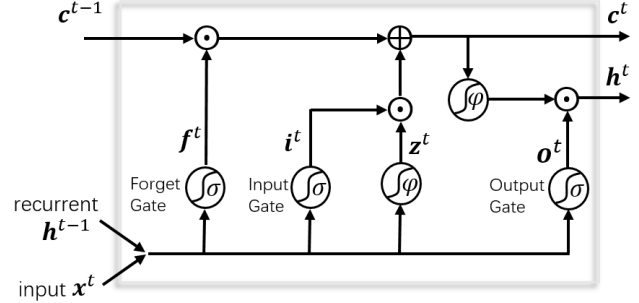 c^{t-1}
c^t
h^t
φ
f^t
i^t
z^t
o^t
Forget
Gate
σ
Input
Gate
σ
φ
Output
Gate
σ
recurrent
h^{t-1}
input x^t